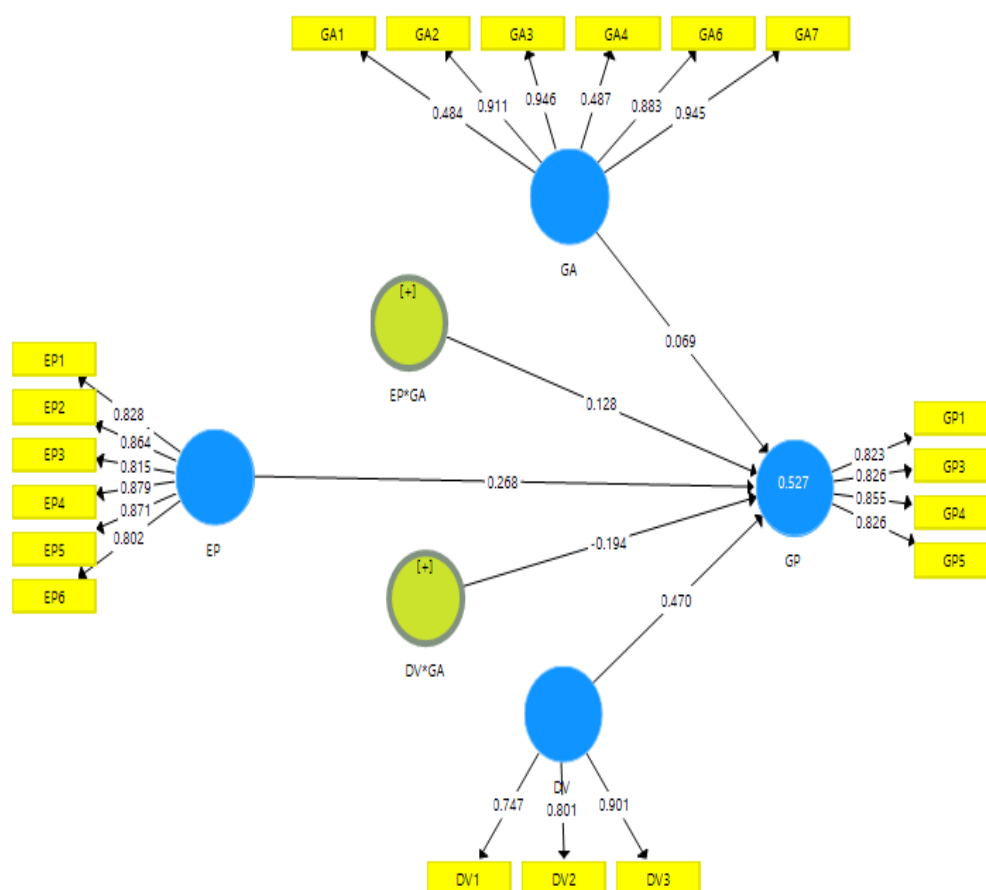 GA1 GA2 GA3 GA4 GA6 GA7
0.484 0.911 0.946 0.487 0.883 0.945
GA
[+]
EP*GA
0.069
0.128
EP1
EP2
EP3
EP4
EP5
EP6
0.828
0.864
0.815
0.879
0.871
0.802
EP
0.268
0.527
GP
0.823
0.826
0.855
0.826
GP1
GP3
GP4
GP5
-0.194
[+]
DV*GA
0.470
DV
0.747 0.801 0.901
DV1 DV2 DV3